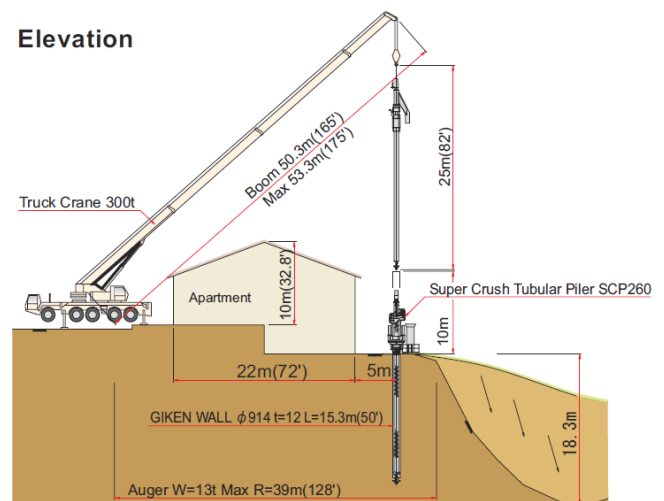 Elevation
Boom 50.3m(165')
Max 53.3m(175')
25m(82')
Truck Crane 300t
10m(32.8')
Apartment
Super Crush Tubular Piler SCP260
10m
22m(72')
5m
GIKEN WALL ϕ914 t=12 L=15.3m(50')
18.3m
Auger W=13t Max R=39m(128')